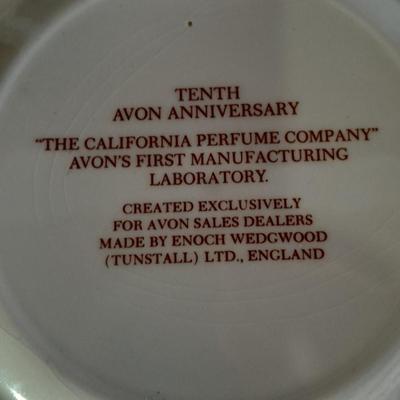 TENTH
AVON ANNIVERSARY
"THE CALIFORNIA PERFUME COMPANY"
AVON'S FIRST MANUFACTURING
LABORATORY.
CREATED EXCLUSIVELY
FOR AVON SALES DEALERS
MADE BY ENOCH WEDGWOOD
(TUNSTALL) LTD., ENGLAND